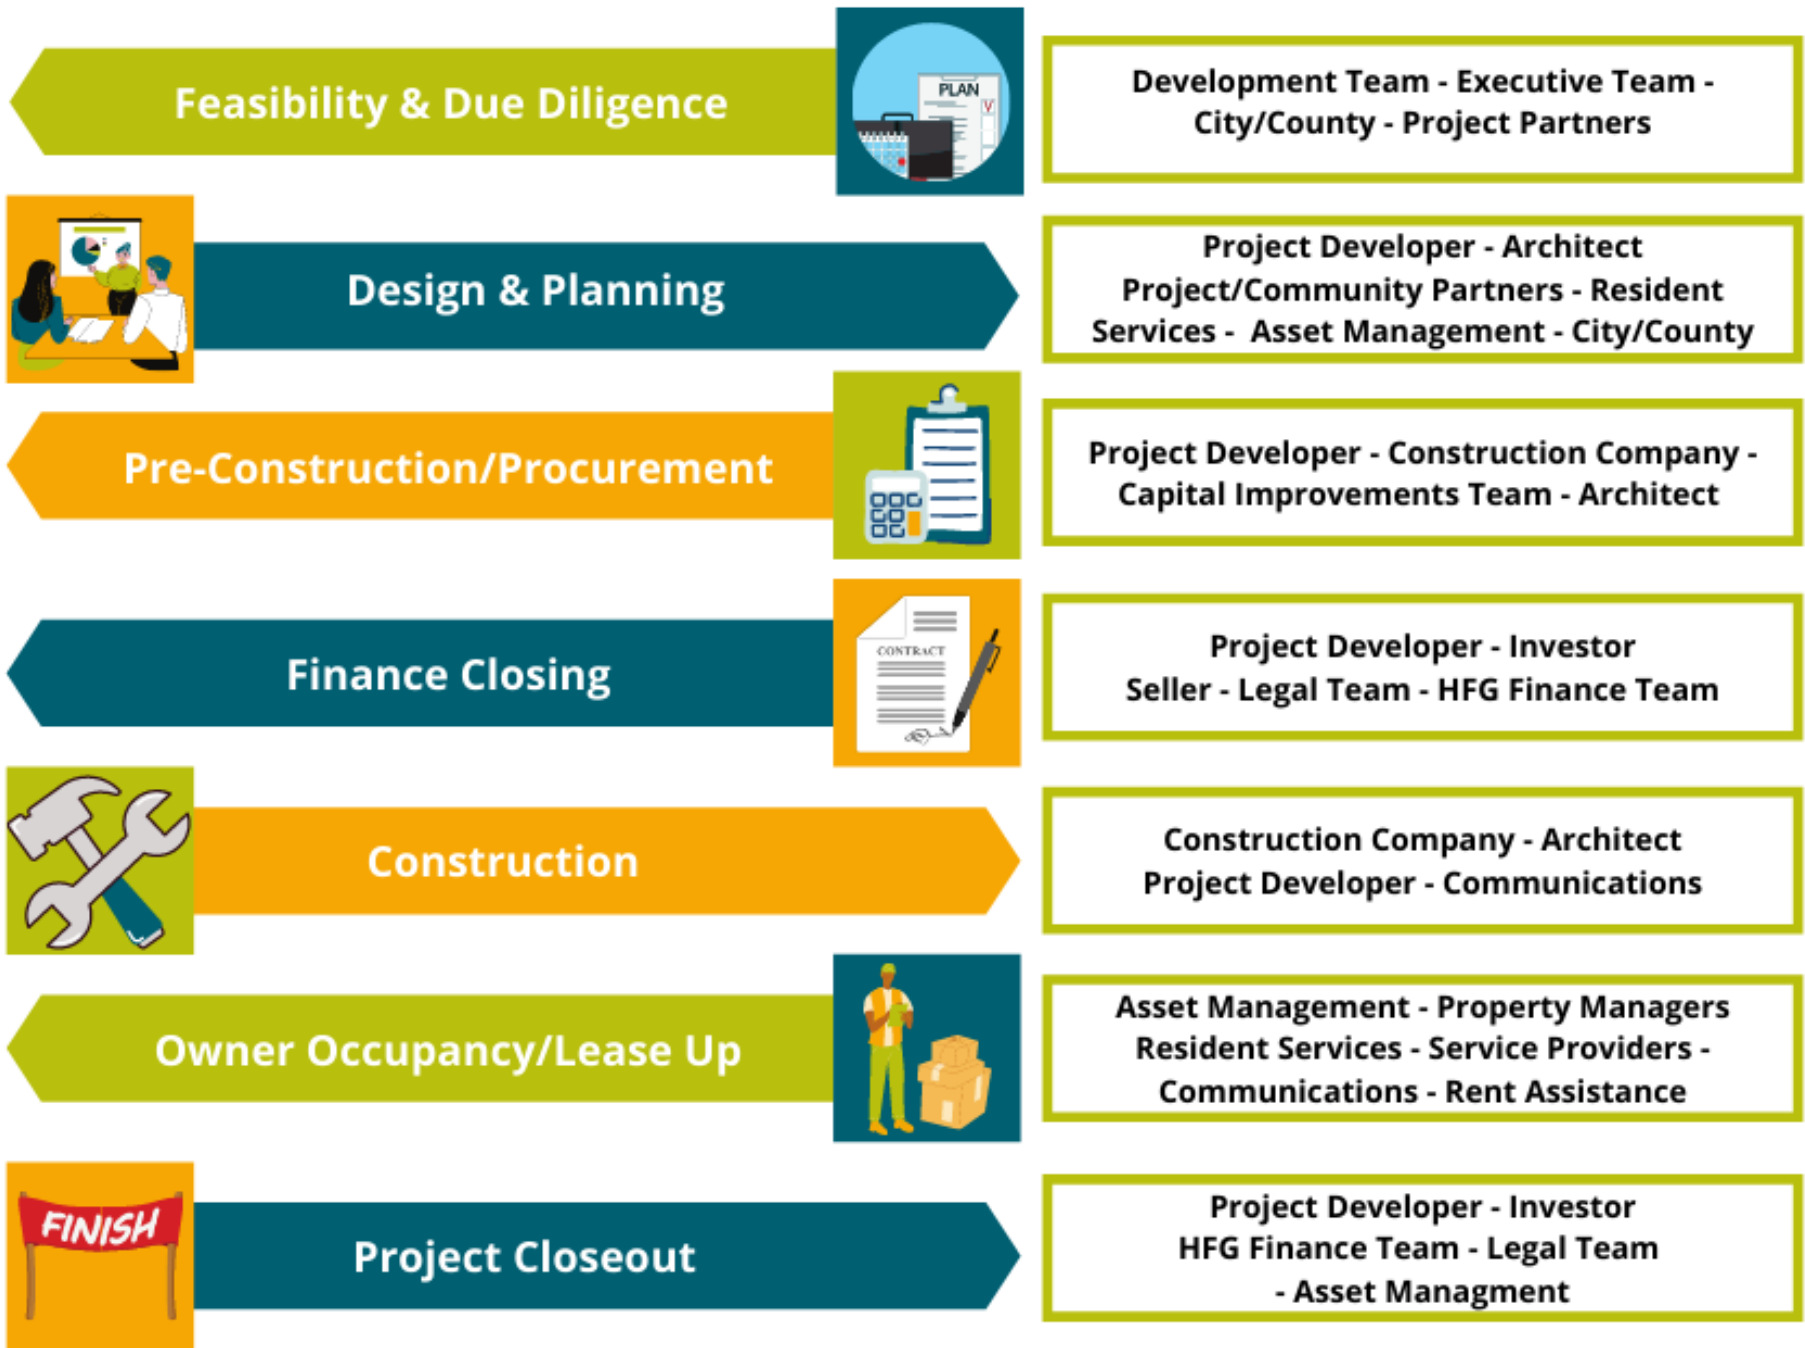 Feasibility & Due Diligence
PLAN
V
Development Team - Executive Team -
City/County - Project Partners
Design & Planning
Project Developer - Architect
Project/Community Partners - Resident
Services - Asset Management - City/County
Pre-Construction/Procurement
Project Developer - Construction Company -
Capital Improvements Team - Architect
Finance Closing
CONTRACT
Project Developer - Investor
Seller - Legal Team - HFG Finance Team
Construction
Construction Company - Architect
Project Developer - Communications
Owner Occupancy/Lease Up
Asset Management - Property Managers
Resident Services - Service Providers -
Communications - Rent Assistance
FINISH
Project Closeout
Project Developer - Investor
HFG Finance Team - Legal Team
- Asset Managment